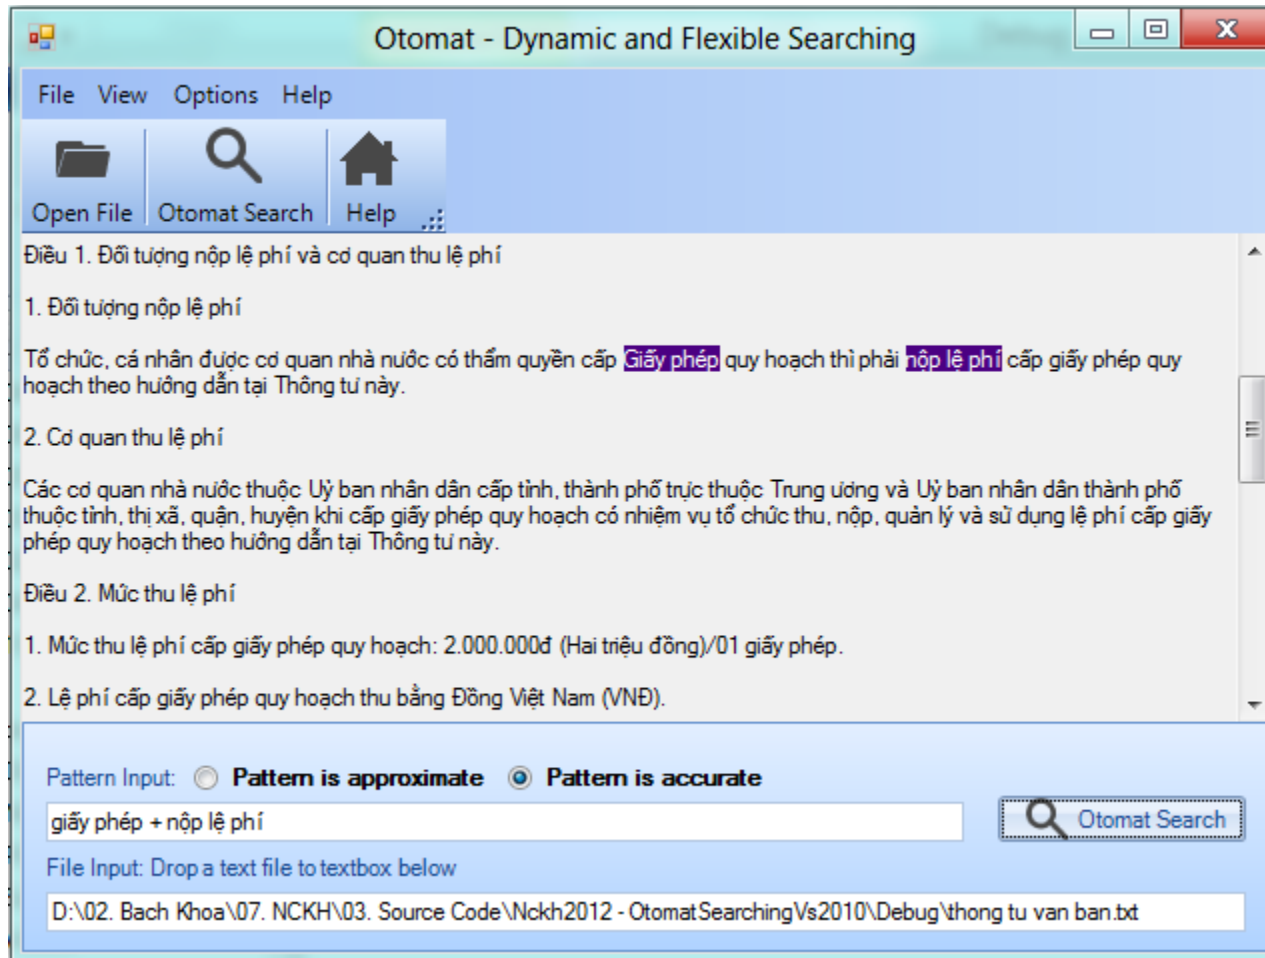 Otomat - Dynamic and Flexible Searching
File View Options Help
Open File Otomat Search Help
Điều 1. Đối tượng nộp lệ phí và cơ quan thu lệ phí
1. Đối tượng nộp lệ phí
Tổ chức, cá nhân được cơ quan nhà nước có thẩm quyền cấp Giấy phép quy hoạch thì phải nộp lệ phí cấp giấy phép quy
hoạch theo hướng dẫn tại Thông tư này.
2. Cơ quan thu lệ phí
Các cơ quan nhà nước thuộc Uỷ ban nhân dân cấp tỉnh, thành phố trực thuộc Trung ương và Uỷ ban nhân dân thành phố
thuộc tỉnh, thị xã, quận, huyện khi cấp giấy phép quy hoạch có nhiệm vụ tổ chức thu, nộp, quản lý và sử dụng lệ phí cấp giấy
phép quy hoạch theo hướng dẫn tại Thông tư này.
Điều 2. Mức thu lệ phí
1. Mức thu lệ phí cấp giấy phép quy hoạch: 2.000.000đ (Hai triệu đồng)/01 giấy phép.
2. Lệ phí cấp giấy phép quy hoạch thu bằng Đồng Việt Nam (VNĐ).
Pattern Input: Pattern is approximate Pattern is accurate
giấy phép + nộp lệ phí
Otomat Search
File Input: Drop a text file to textbox below
D:\02. Bach Khoa\07. NCKH\03. Source Code\Nckh2012 - OtomatSearchingVs2010\Debug\thong tu van ban.txt